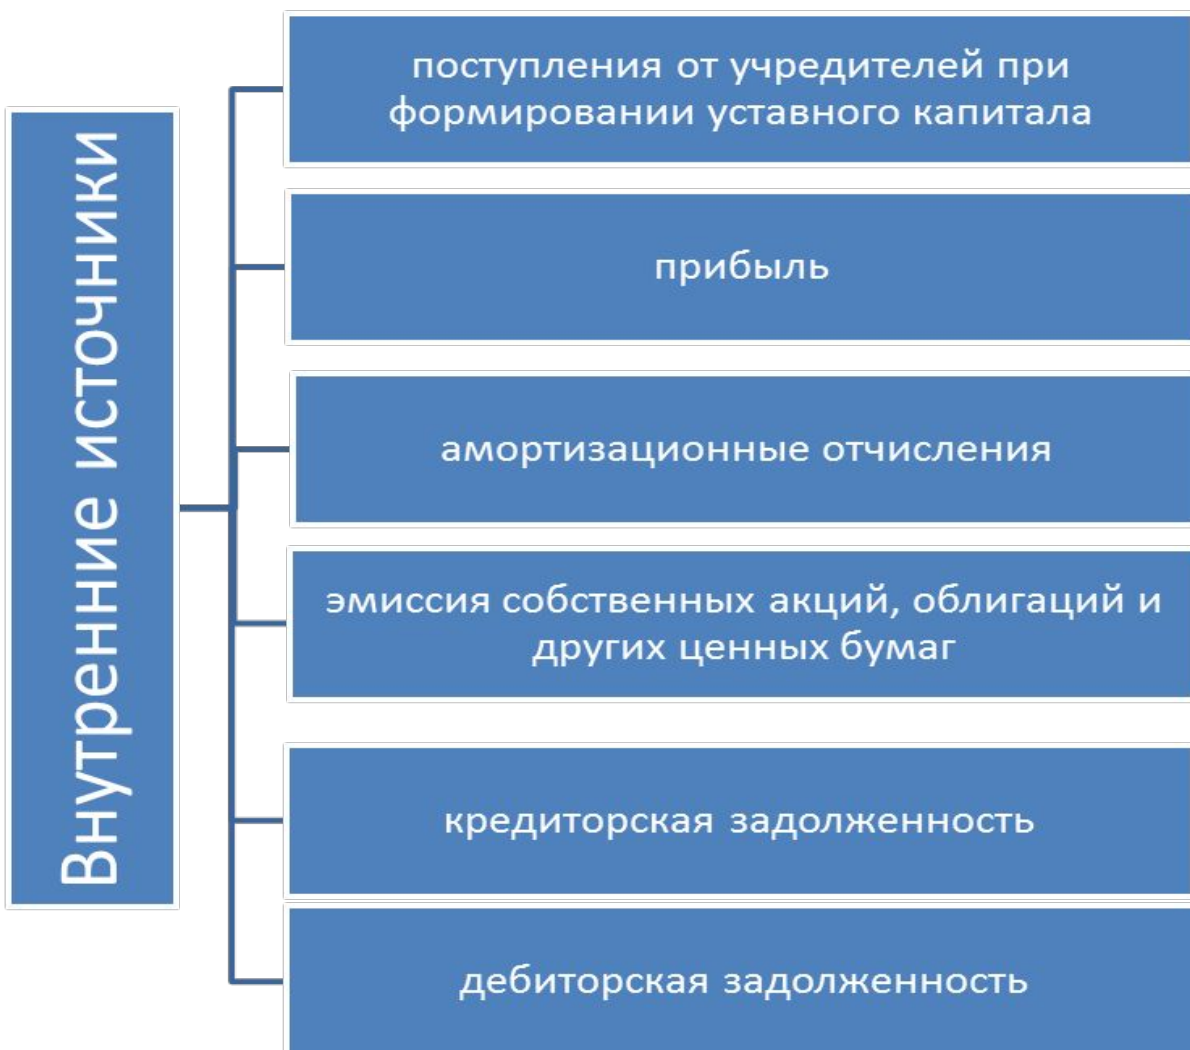 Внутренние источники
поступления от учредителей при
формировании уставного капитала
прибыль
амортизационные отчисления
эмиссия собственных акций, облигаций и
других ценных бумаг
кредиторская задолженность
дебиторская задолженность